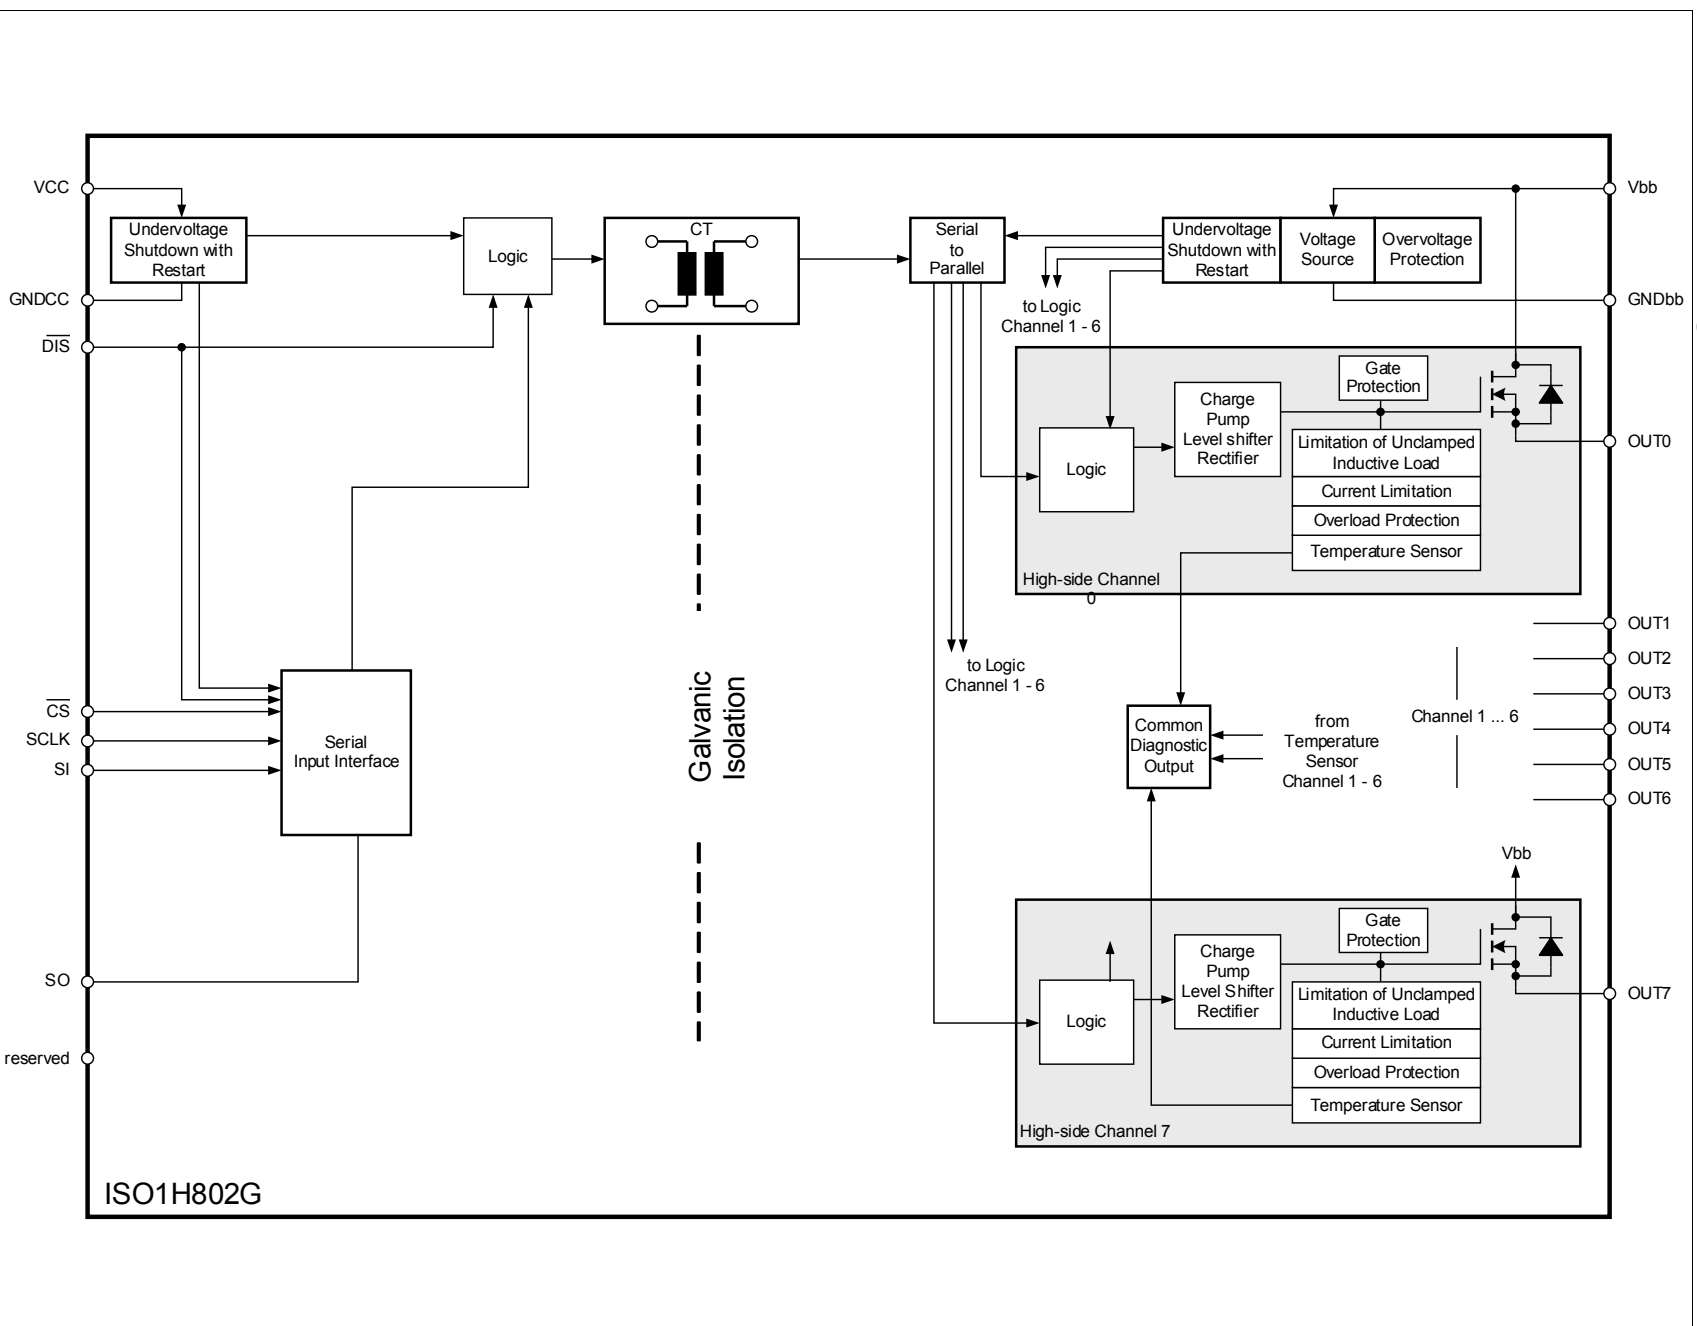 VCC
GNDCC
DIS
CS
SCLK
SI
SO
reserved
Undervoltage
Shutdown with
Restart
Logic
CT
Serial
Input Interface
Galvanic
Isolation
Serial
to
Parallel
Undervoltage
Shutdown with
Restart
Voltage
Source
Overvoltage
Protection
to Logic
Channel 1 - 6
Vbb
GNDbb
Logic
Charge
Pump
Level shifter
Rectifier
Gate
Protection
Limitation of Unclamped
Inductive Load
Current Limitation
Overload Protection
Temperature Sensor
High-side Channel
0
OUT0
to Logic
Channel 1 - 6
Common
Diagnostic
Output
from
Temperature
Sensor
Channel 1 - 6
Channel 1 ... 6
OUT1
OUT2
OUT3
OUT4
OUT5
OUT6
Vbb
Logic
Charge
Pump
Level Shifter
Rectifier
Gate
Protection
Limitation of Unclamped
Inductive Load
Current Limitation
Overload Protection
Temperature Sensor
High-side Channel 7
OUT7
ISO1H802G